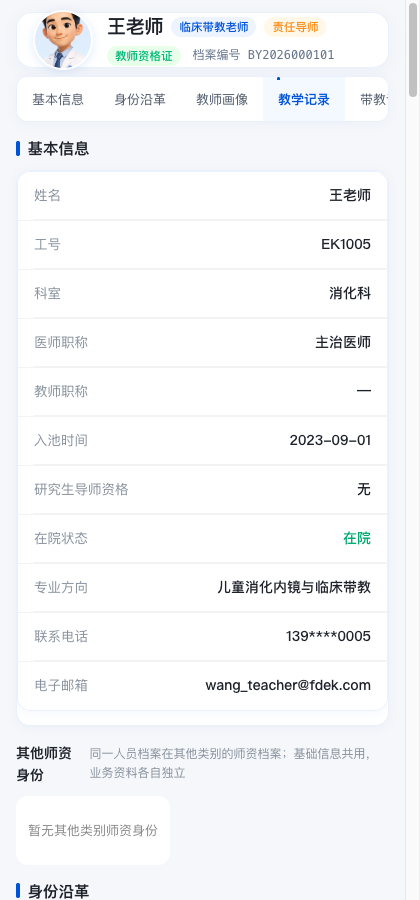 王老师 临床带教老师 责任导师
教师资格证 档案编号 BY2026000101
基本信息 身份沿革 教师画像 教学记录 带教
基本信息
姓名 王老师
工号 EK1005
科室 消化科
医师职称 主治医师
教师职称 —
入池时间 2023-09-01
研究生导师资格 无
在院状态 在院
专业方向 儿童消化内镜与临床带教
联系电话 139****0005
电子邮箱 wang_teacher@fdek.com
其他师资
身份
同一人员档案在其他类别的师资档案；基础信息共用，
业务资料各自独立
暂无其他类别师资身份
身份沿革